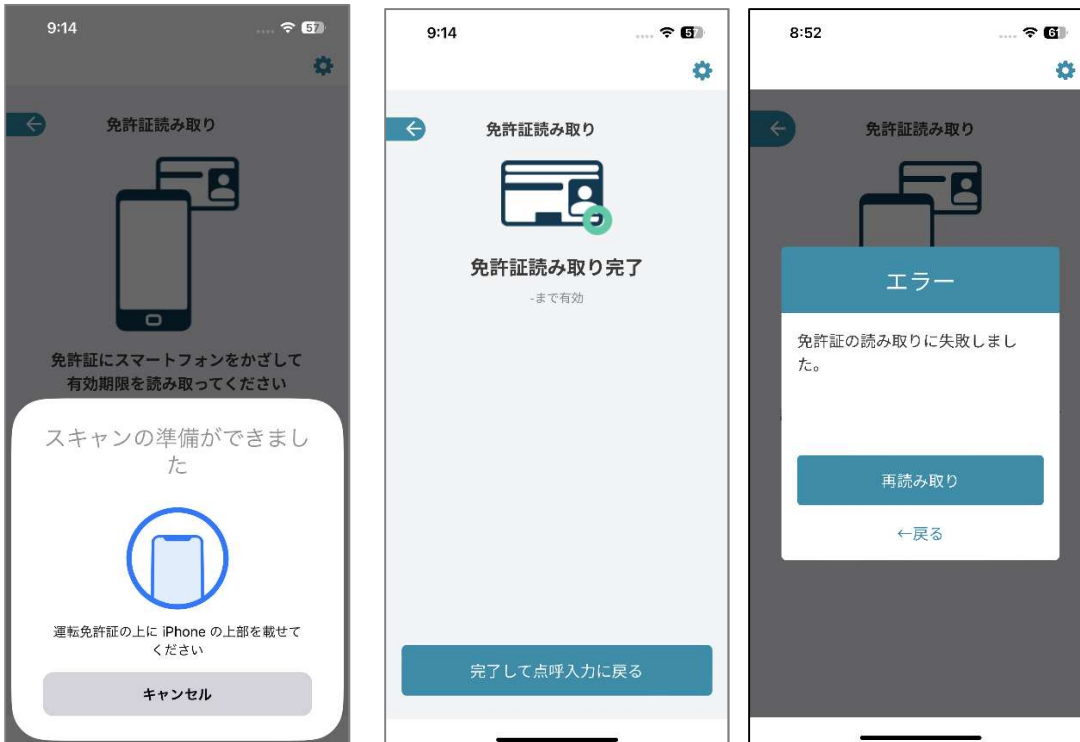 9:14
57
免許証読み取り
免許証にスマートフォンをかざして
有効期限を読み取ってください
スキャンの準備ができまし
た
運転免許証の上に iPhone の上部を載せて
ください
キャンセル
9:14
57
免許証読み取り
免許証読み取り完了
-まで有効
完了して点呼入力に戻る
8:52
61
免許証読み取り
エラー
免許証の読み取りに失敗しまし
た。
再読み取り
←戻る